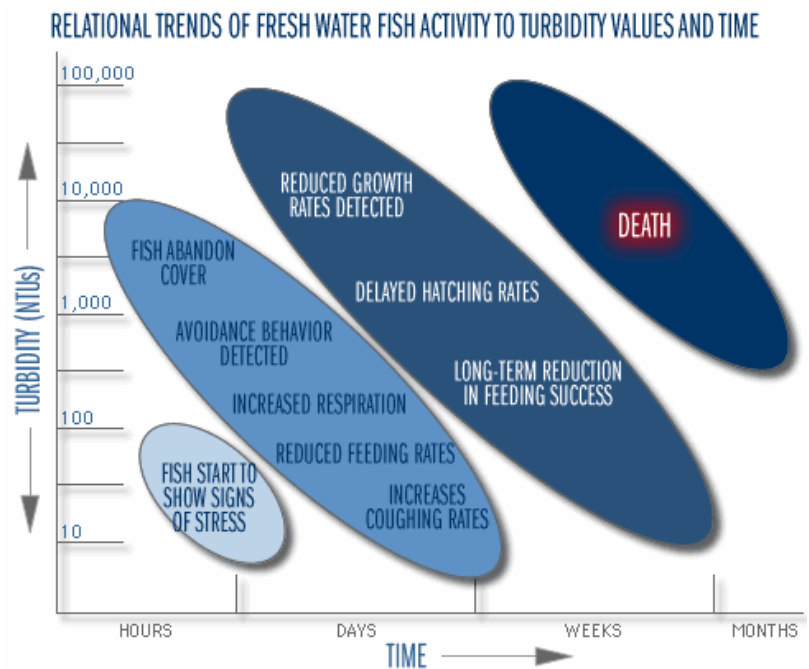 RELATIONAL TRENDS OF FRESH WATER FISH ACTIVITY TO TURBIDITY VALUES AND TIME
100,000
10,000
1,000
100
10
TURBIDITY (NTUs)
FISH ABANDON
COVER
AVOIDANCE BEHAVIOR
DETECTED
INCREASED RESPIRATION
REDUCED FEEDING RATES
INCREASES
COUGHING RATES
FISH START TO
SHOW SIGNS
OF STRESS
REDUCED GROWTH
RATES DETECTED
DELAYED HATCHING RATES
LONG-TERM REDUCTION
IN FEEDING SUCCESS
DEATH
HOURS
DAYS
WEEKS
MONTHS
TIME